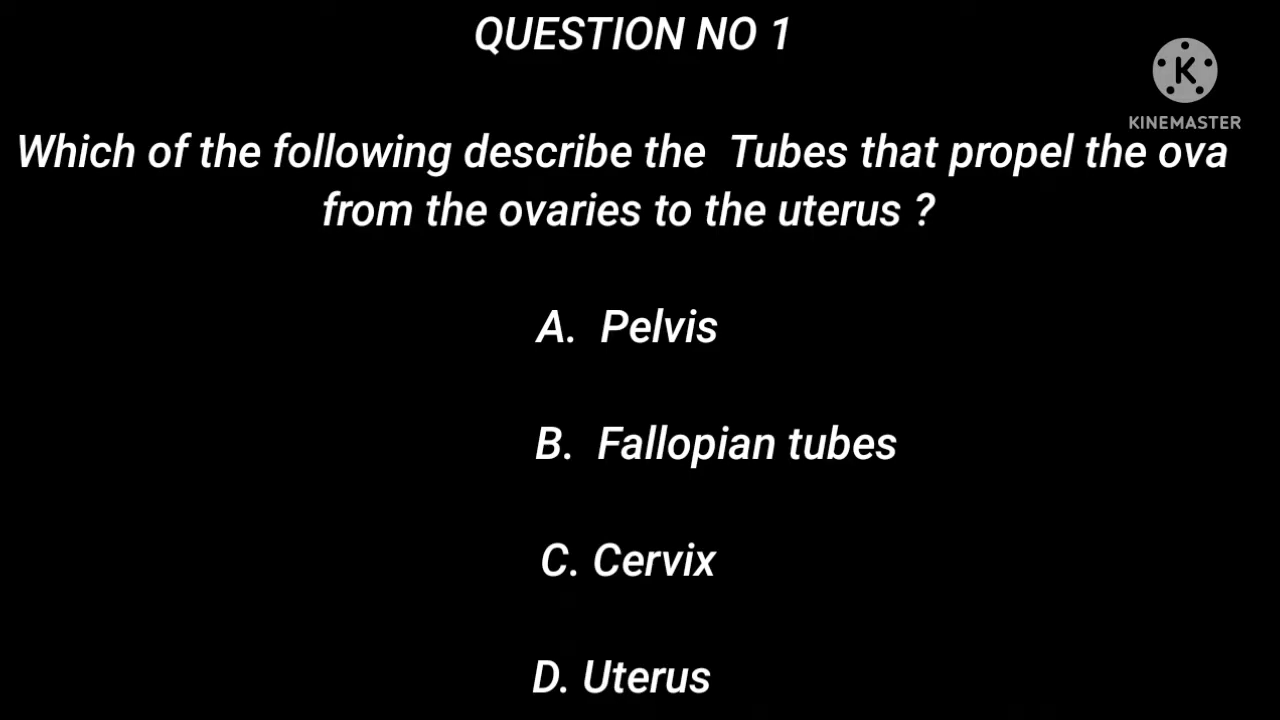 QUESTION NO 1
K
KINEMASTER
Which of the following describe the Tubes that propel the ova
from the ovaries to the uterus ?
A. Pelvis
B. Fallopian tubes
C. Cervix
D. Uterus